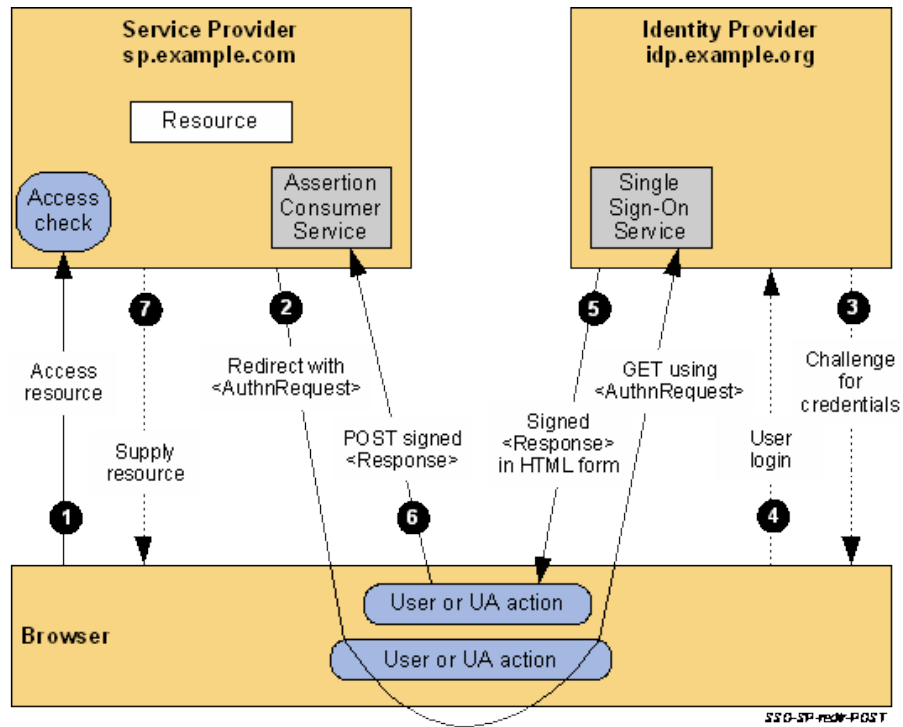 Service Provider
sp.example.com
Identity Provider
idp.example.org
Resource
Access
check
Assertion
Consumer
Service
Single
Sign-On
Service
7
2
5
3
Access
resource
Redirect with
<AuthnRequest>
GET using
<AuthnRequest>
Challenge
for
credentials
Supply
resource
POST signed
<Response>
Signed
<Response>
in HTML form
User
login
1
6
4
User or UA action
Browser
User or UA action
SSO-SP-redir-POST